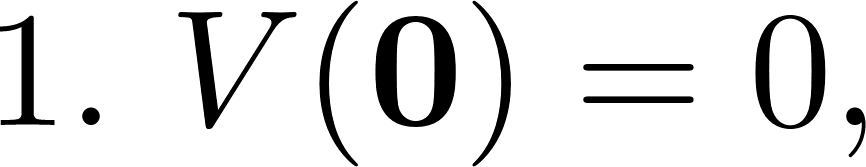 1. V(𝟎) = 0,